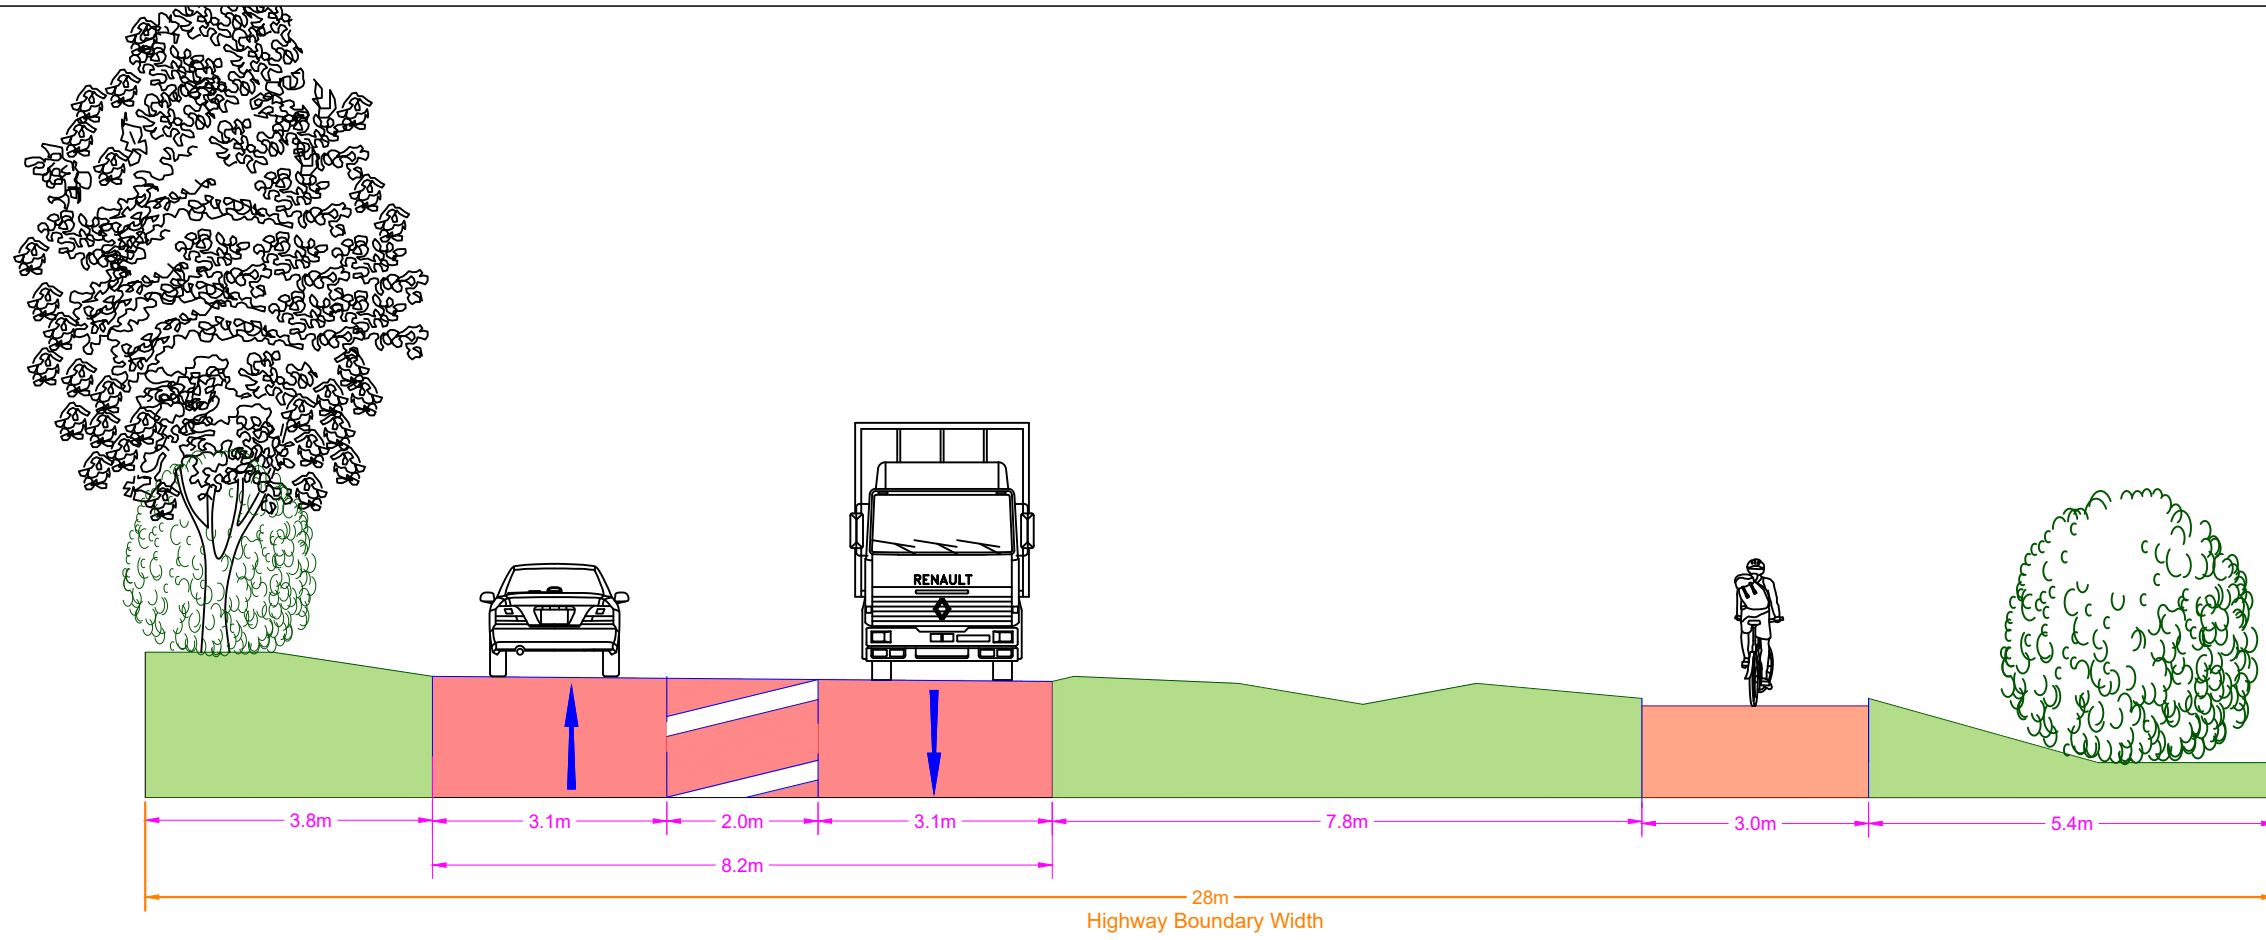 RENAULT
3.8m
3.1m
2.0m
3.1m
7.8m
3.0m
5.4m
8.2m
28m
Highway Boundary Width